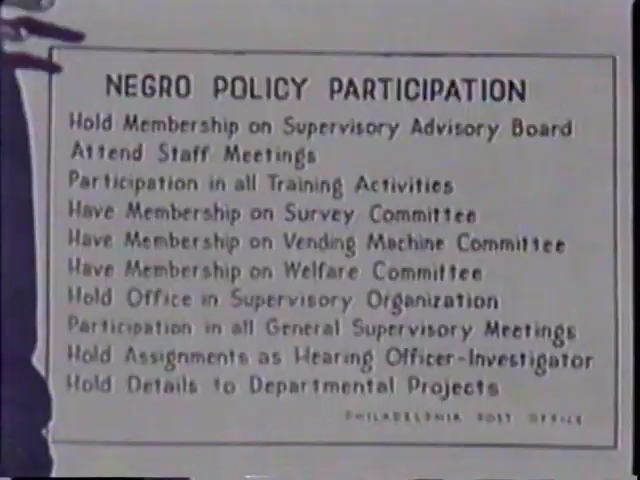 NEGRO POLICY PARTICIPATION
Hold Membership on Supervisory Advisory Board
Attend Staff Meetings
Participation in all Training Activities
Have Membership on Survey Committee
Have Membership on Vending Machine Committee
Have Membership on Welfare Committee
Hold Office in Supervisory Organization
Participation in all General Supervisory Meetings
Hold Assignments as Hearing Officer-Investigator
Hold Details to Departmental Projects
PHILADELPHIA POST OFFICE